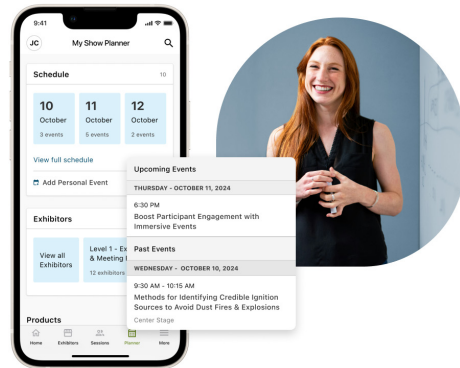 9:41
JC
My Show Planner
Schedule
10
10
October
3 events
11
October
5 events
12
October
2 events
View full schedule
Add Personal Event
Exhibitors
View all
Exhibitors
Level 1 - Ex
& Meeting
12 exhibitors
Products
Home
Exhibitors
Sessions
Planner
More
Upcoming Events
THURSDAY - OCTOBER 11, 2024
6:30 PM
Boost Participant Engagement with
Immersive Events
Past Events
WEDNESDAY - OCTOBER 10, 2024
9:30 AM - 10:15 AM
Methods for Identifying Credible Ignition
Sources to Avoid Dust Fires & Explosions
Center Stage